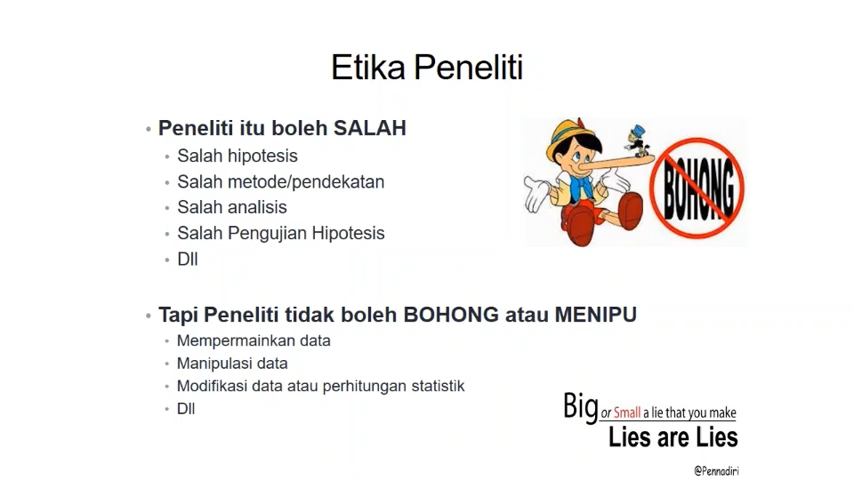 Etika Peneliti
• Peneliti itu boleh SALAH
• Salah hipotesis
• Salah metode/pendekatan
• Salah analisis
• Salah Pengujian Hipotesis
• Dll
BOHONG
• Tapi Peneliti tidak boleh BOHONG atau MENIPU
• Mempermainkan data
• Manipulasi data
• Modifikasi data atau perhitungan statistik
• Dll
Big or Small a lie that you make
Lies are Lies
@Pennadiri